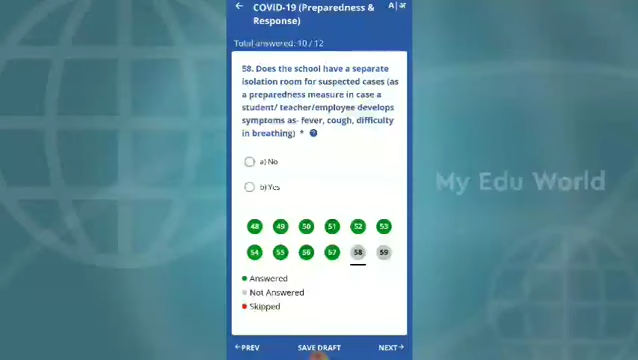 COVID-19 (Preparedness &
Response)
A|अ
Total answered: 10 / 12
58. Does the school have a separate
isolation room for suspected cases (as
a preparedness measure in case a
student/ teacher/employee develops
symptoms as- fever, cough, difficulty
in breathing) * ?
a) No
b) Yes
My Edu World
48 49 50 51 52 53
54 55 56 57 58 59
Answered
Not Answered
Skipped
PREV SAVE DRAFT NEXT